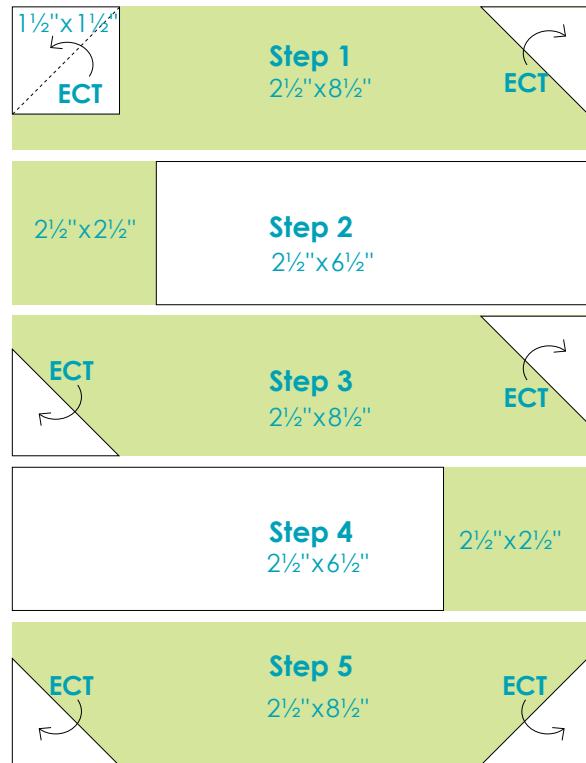 1½"x1½"
ECT
Step 1
2½"x8½"
ECT
2½"x2½"
Step 2
2½"x6½"
ECT
Step 3
2½"x8½"
ECT
Step 4
2½"x6½"
2½"x2½"
ECT
Step 5
2½"x8½"
ECT